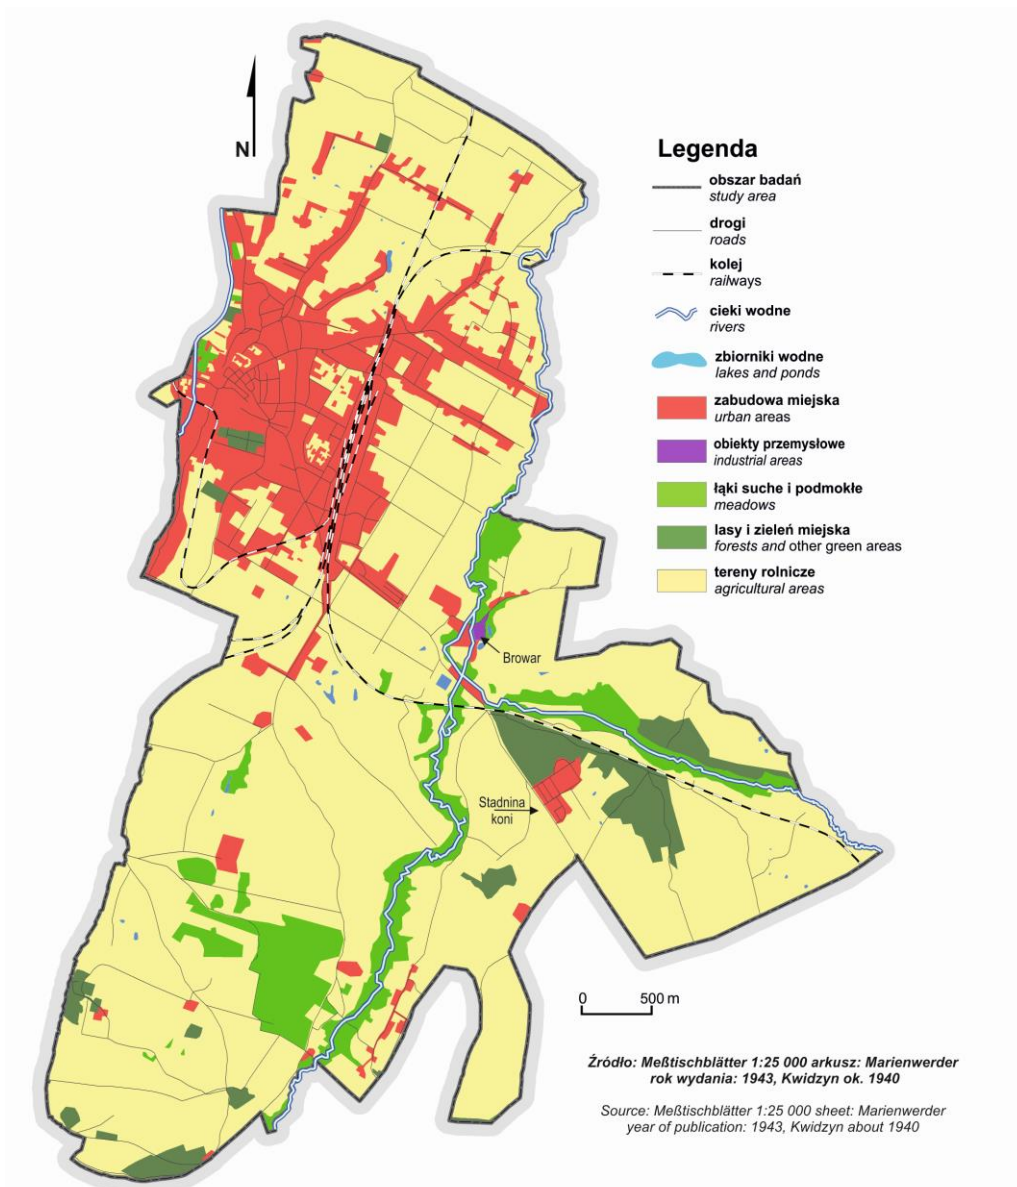 N
Legenda
obszar badań
study area
drogi
roads
kolej
railways
cieki wodne
rivers
zbiorniki wodne
lakes and ponds
zabudowa miejska
urban areas
obiekty przemysłowe
industrial areas
łąki suche i podmokłe
meadows
lasy i zieleń miejska
forests and other green areas
tereny rolnicze
agricultural areas
Browar
Stadnina
koni
0 500 m
Źródło: Meßtischblätter 1:25 000 arkusz: Marienwerder
rok wydania: 1943, Kwidzyn ok. 1940
Source: Meßtischblätter 1:25 000 sheet: Marienwerder
year of publication: 1943, Kwidzyn about 1940